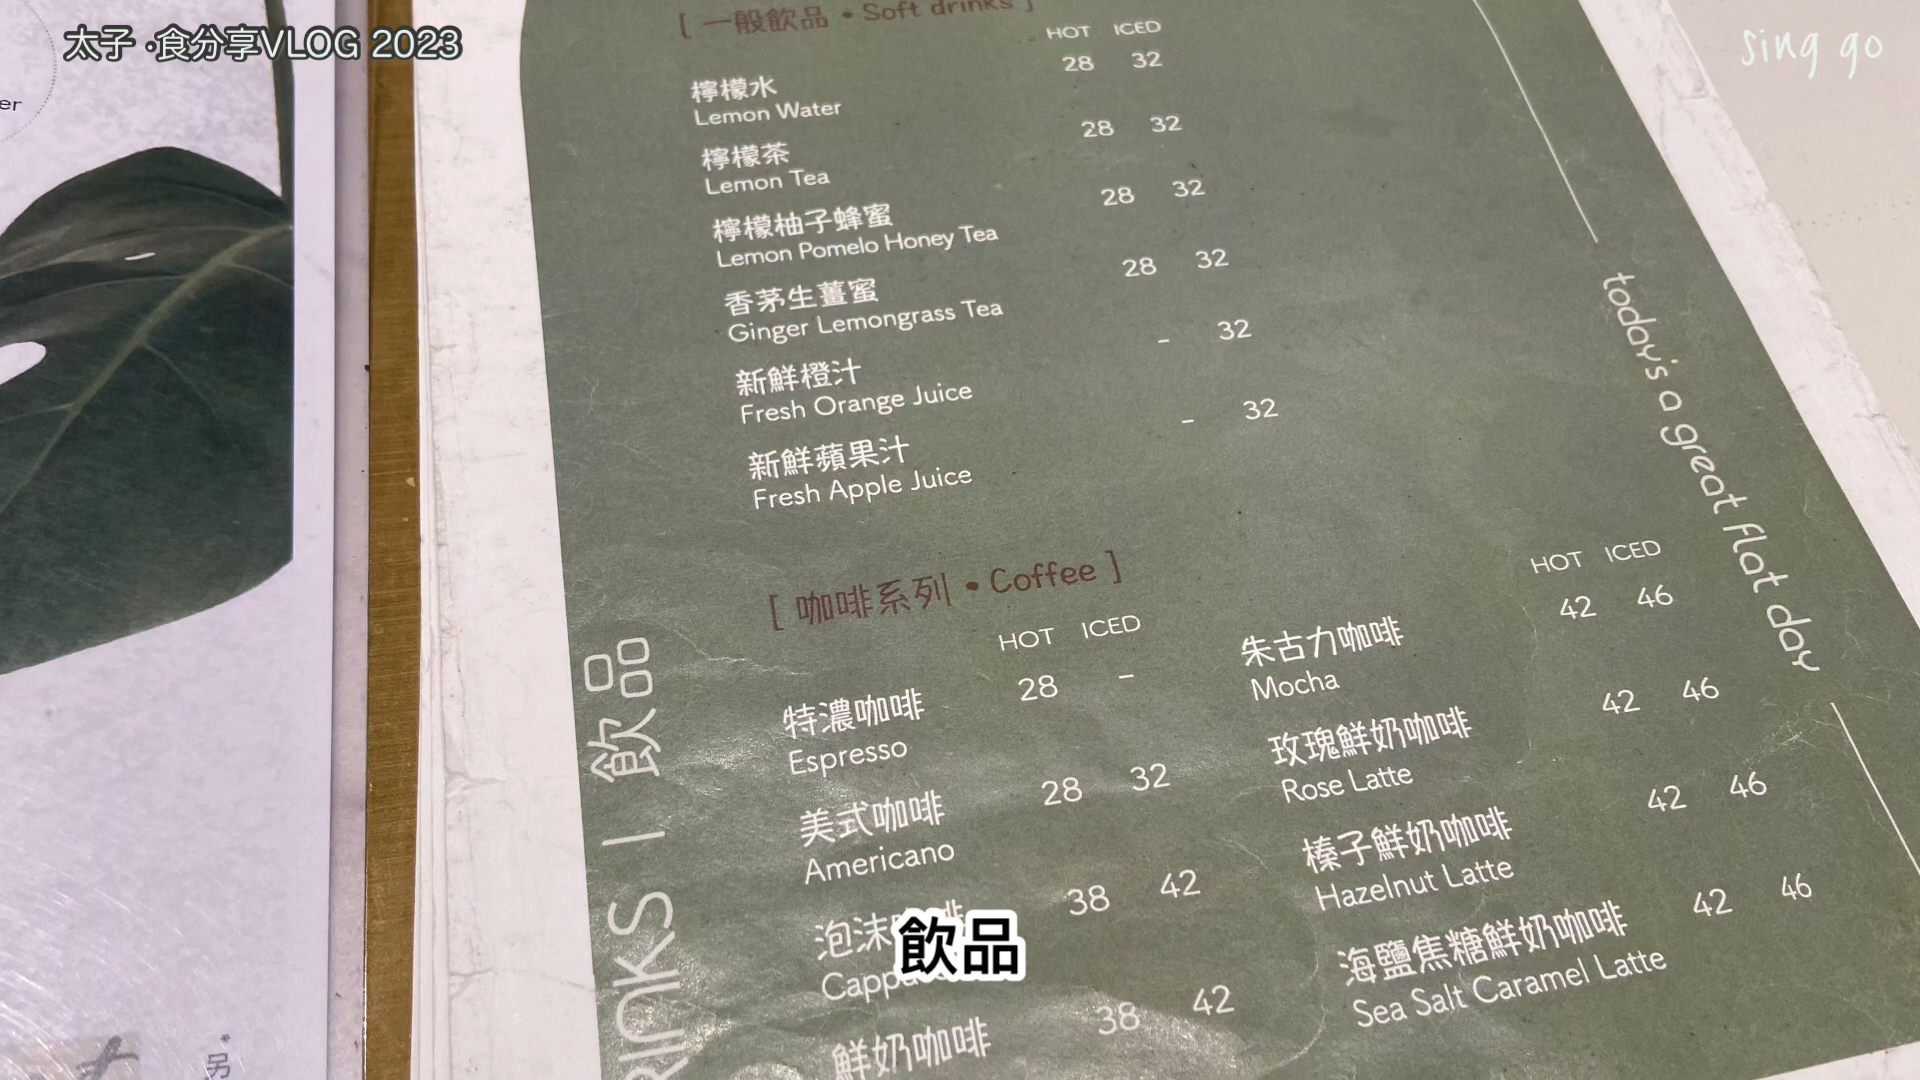 太子 ·食分享VLOG 2023
sing go
er
[ 一般飲品 • Soft drinks ]
HOT ICED
檸檬水 28 32
Lemon Water
檸檬茶 28 32
Lemon Tea
檸檬柚子蜂蜜 28 32
Lemon Pomelo Honey Tea
香茅生薑蜜 28 32
Ginger Lemongrass Tea
新鮮橙汁 - 32
Fresh Orange Juice
新鮮蘋果汁 - 32
Fresh Apple Juice
today's a great flat day
[ 咖啡系列 • Coffee ]
HOT ICED
特濃咖啡 28 -
Espresso
美式咖啡 28 32
Americano
泡沫 38 42
Capp
鮮奶咖啡 38 42
HOT ICED
朱古力咖啡 42 46
Mocha
玫瑰鮮奶咖啡 42 46
Rose Latte
榛子鮮奶咖啡 42 46
Hazelnut Latte
海鹽焦糖鮮奶咖啡 42 46
Sea Salt Caramel Latte
RINKS | 飲品
飲品
*另